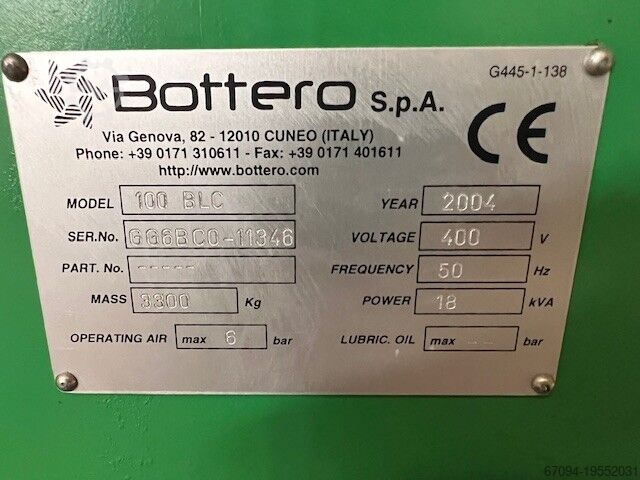 G445-1-138
Bottero S.p.A.
CE
Via Genova, 82 - 12010 CUNEO (ITALY)
Phone: +39 0171 310611 - Fax: +39 0171 401611
http://www.bottero.com
MODEL 100 BLC YEAR 2004
SER.No. GG6BC0-11346 VOLTAGE 400 V
PART. No. ----- FREQUENCY 50 Hz
MASS 3300 Kg POWER 18 kVA
OPERATING AIR max 6 bar LUBRIC. OIL max -- bar
67094-19552031